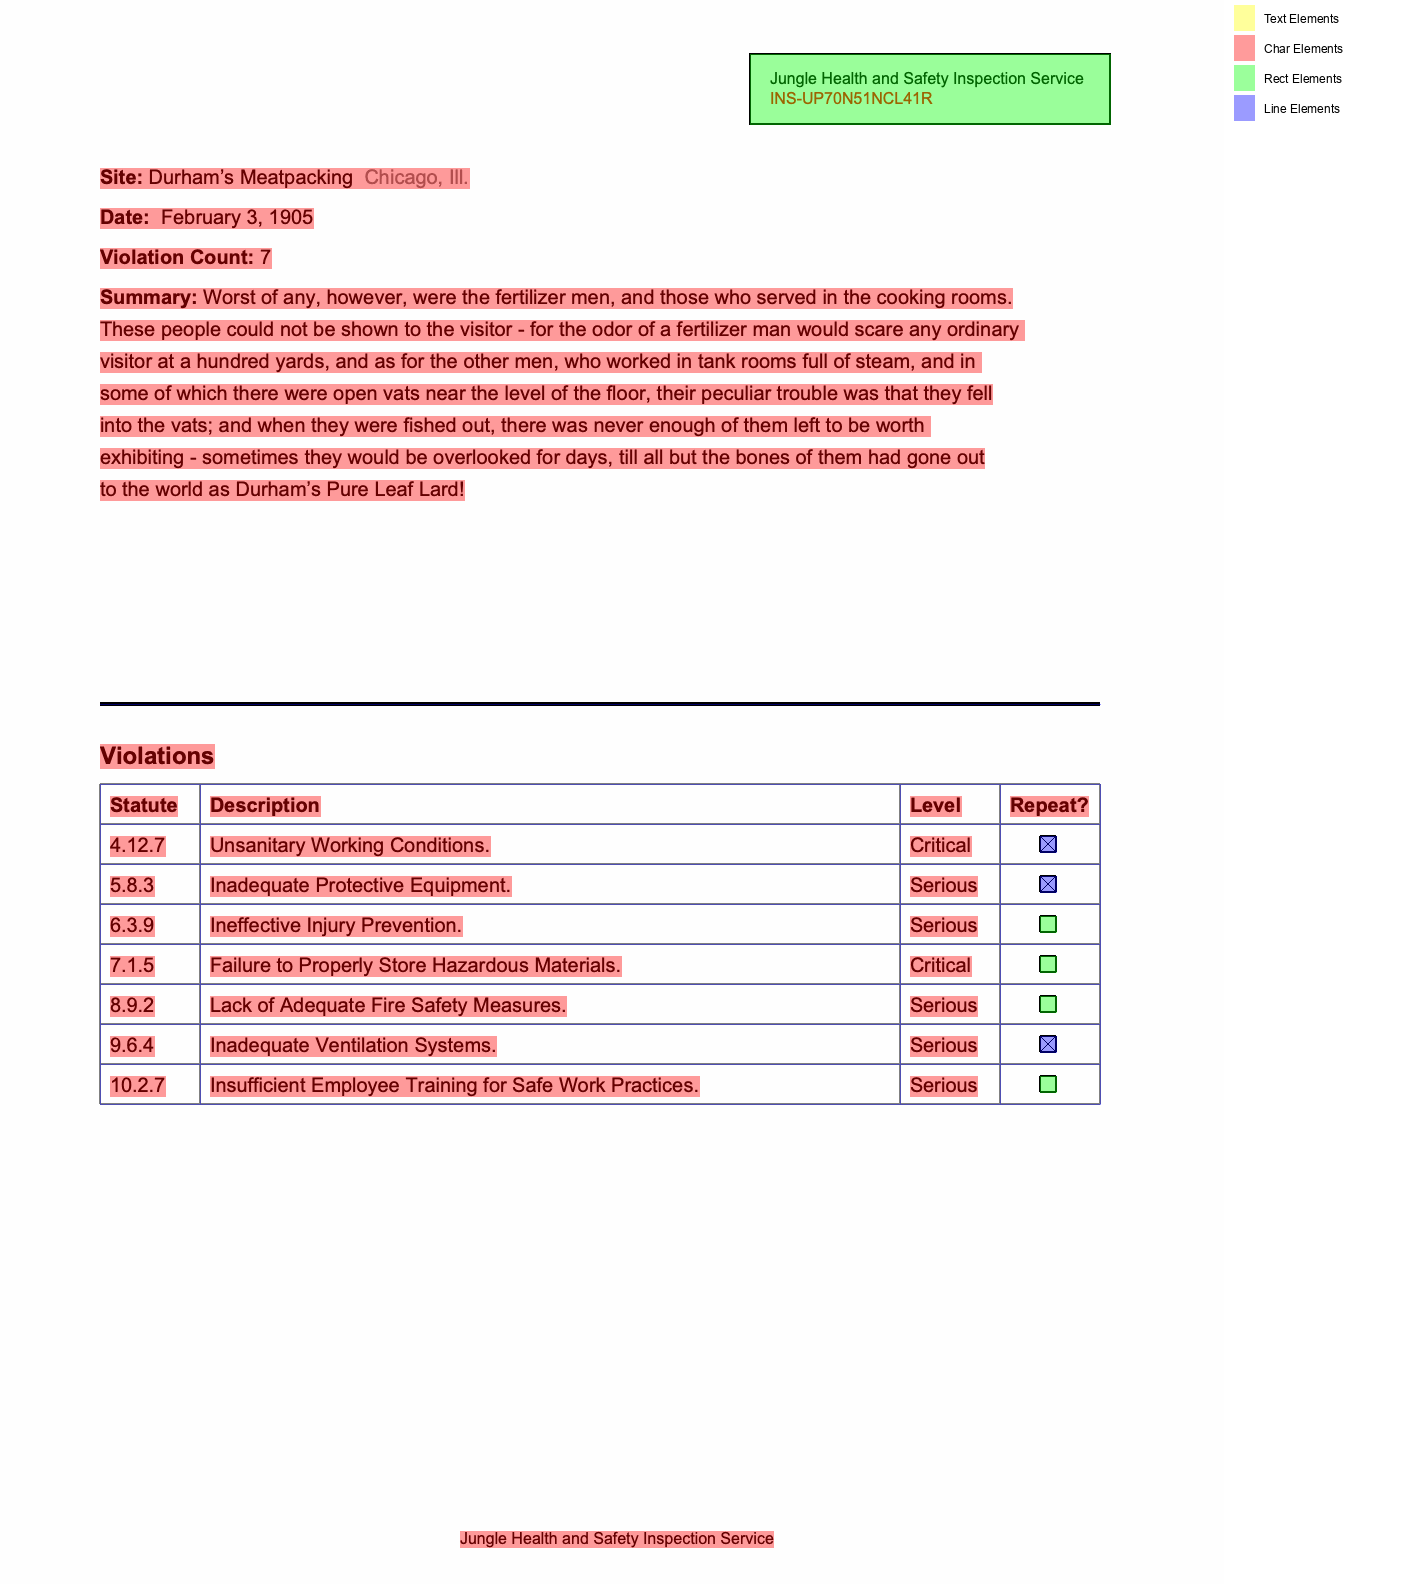 Text Elements
Char Elements
Rect Elements
Line Elements
Jungle Health and Safety Inspection Service
INS-UP70N51NCL41R
Site: Durham’s Meatpacking  Chicago, Ill.
Date:  February 3, 1905
Violation Count: 7
Summary: Worst of any, however, were the fertilizer men, and those who served in the cooking rooms.
These people could not be shown to the visitor - for the odor of a fertilizer man would scare any ordinary
visitor at a hundred yards, and as for the other men, who worked in tank rooms full of steam, and in
some of which there were open vats near the level of the floor, their peculiar trouble was that they fell
into the vats; and when they were fished out, there was never enough of them left to be worth
exhibiting - sometimes they would be overlooked for days, till all but the bones of them had gone out
to the world as Durham’s Pure Leaf Lard!
Violations
Statute Description Level Repeat?
4.12.7 Unsanitary Working Conditions. Critical
5.8.3 Inadequate Protective Equipment. Serious
6.3.9 Ineffective Injury Prevention. Serious
7.1.5 Failure to Properly Store Hazardous Materials. Critical
8.9.2 Lack of Adequate Fire Safety Measures. Serious
9.6.4 Inadequate Ventilation Systems. Serious
10.2.7 Insufficient Employee Training for Safe Work Practices. Serious
Jungle Health and Safety Inspection Service